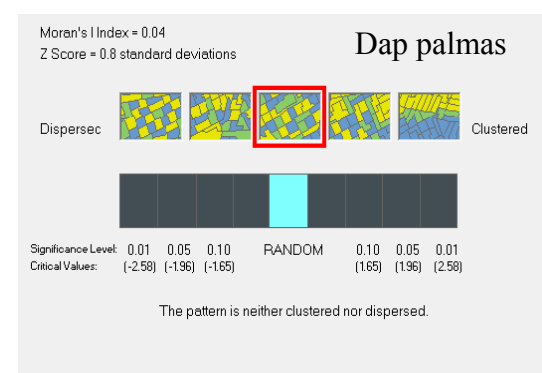 Moran's I Index = 0.04
Z Score = 0.8 standard deviations
Dap palmas
Dispersec
Clustered
Significance Level: 0.01 0.05 0.10 RANDOM 0.10 0.05 0.01
Critical Values: (-2.58) (-1.96) (-1.65) (1.65) (1.96) (2.58)
The pattern is neither clustered nor dispersed.